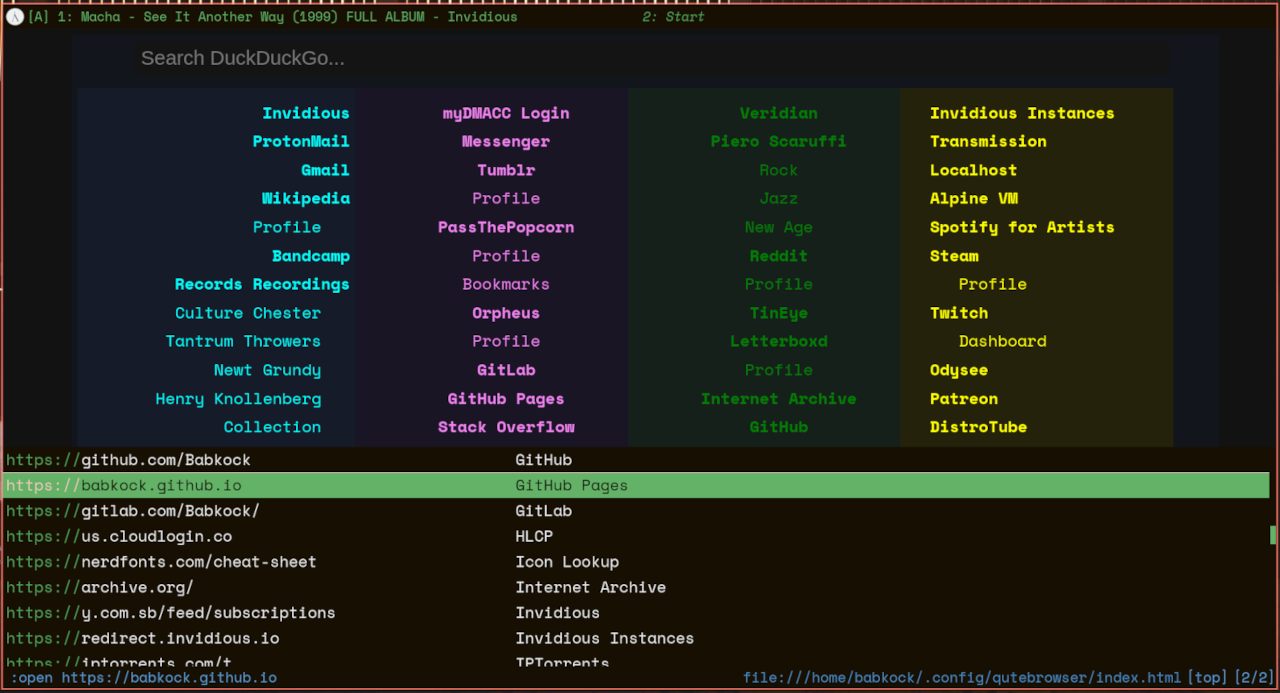 [A] 1: Macha - See It Another Way (1999) FULL ALBUM - Invidious 2: Start
Search DuckDuckGo...
Invidious myDMACC Login Veridian Invidious Instances
ProtonMail Messenger Piero Scaruffi Transmission
Gmail Tumblr Rock Localhost
Wikipedia Profile Jazz Alpine VM
Profile PassThePopcorn New Age Spotify for Artists
Bandcamp Profile Reddit Steam
Records Recordings Bookmarks Profile Profile
Culture Chester Orpheus TinEye Twitch
Tantrum Throwers Profile Letterboxd Dashboard
Newt Grundy GitLab Profile Odysee
Henry Knollenberg GitHub Pages Internet Archive Patreon
Collection Stack Overflow GitHub DistroTube
https://github.com/Babkock GitHub
https://babkock.github.io GitHub Pages
https://gitlab.com/Babkock/ GitLab
https://us.cloudlogin.co HLCP
https://nerdfonts.com/cheat-sheet Icon Lookup
https://archive.org/ Internet Archive
https://y.com.sb/feed/subscriptions Invidious
https://redirect.invidious.io Invidious Instances
https://iptorrents.com/t IPTorrents
:open https://babkock.github.io file:///home/babkock/.config/qutebrowser/index.html [top] [2/2]